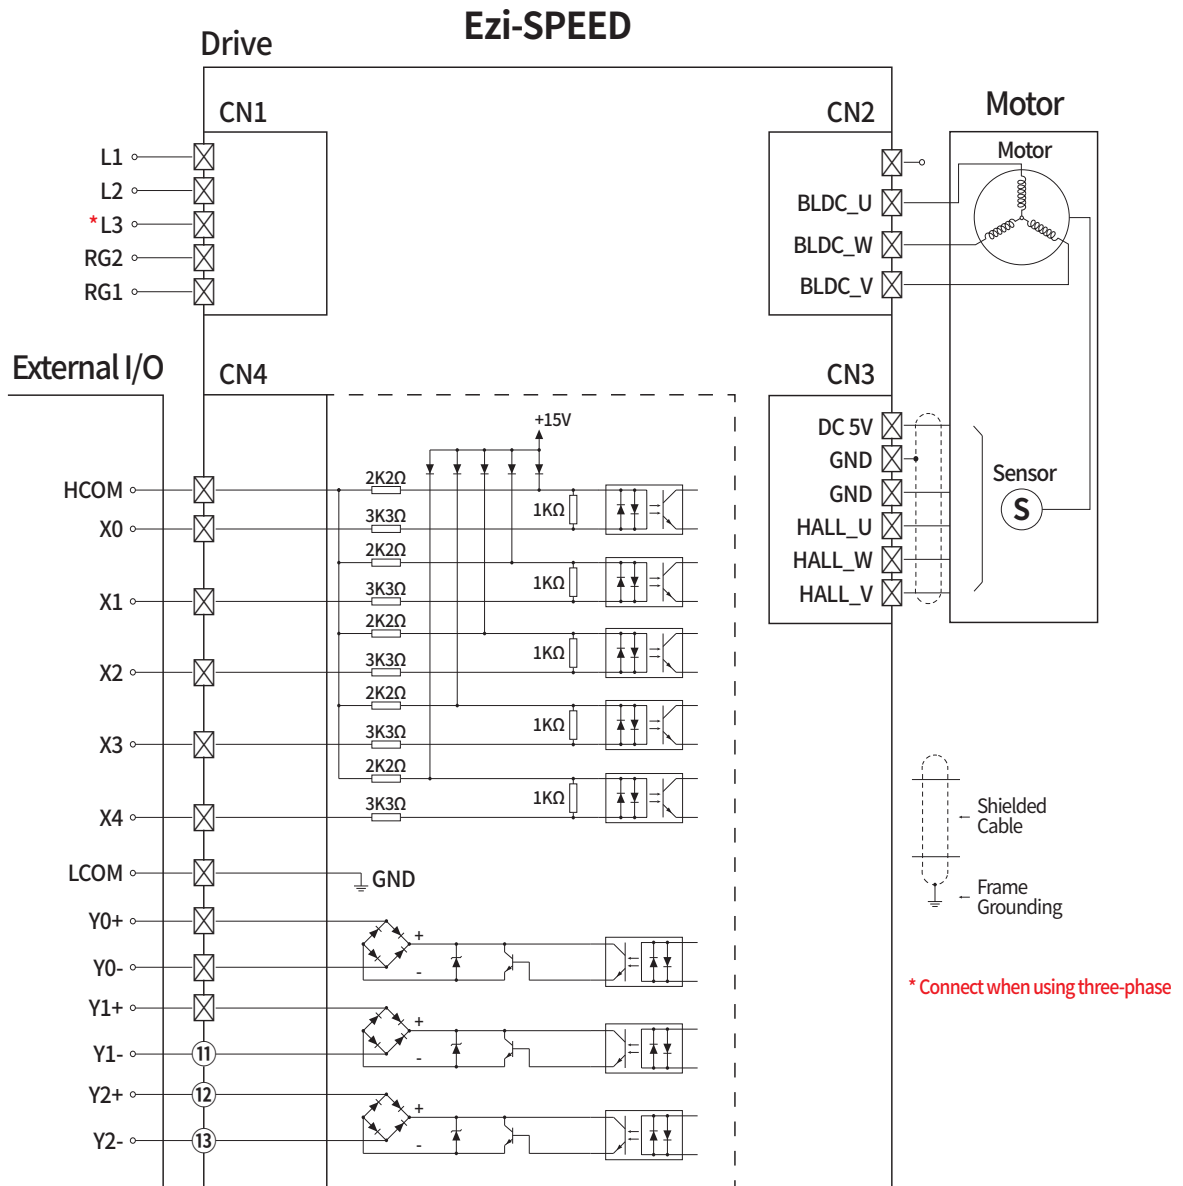 Ezi-SPEED
Drive
CN1
CN2
Motor
L1
L2
*L3
RG2
RG1
BLDC_U
BLDC_W
BLDC_V
Motor
External I/O
CN4
CN3
+15V
DC 5V
GND
GND
HALL_U
HALL_W
HALL_V
Sensor
S
HCOM
2K2Ω
1KΩ
X0
3K3Ω
2K2Ω
1KΩ
X1
3K3Ω
2K2Ω
1KΩ
X2
3K3Ω
2K2Ω
1KΩ
X3
3K3Ω
2K2Ω
1KΩ
X4
3K3Ω
LCOM
GND
Y0+
+
Y0-
-
Y1+
+
Y1-
11
-
Y2+
12
+
Y2-
13
-
Shielded
Cable
Frame
Grounding
* Connect when using three-phase